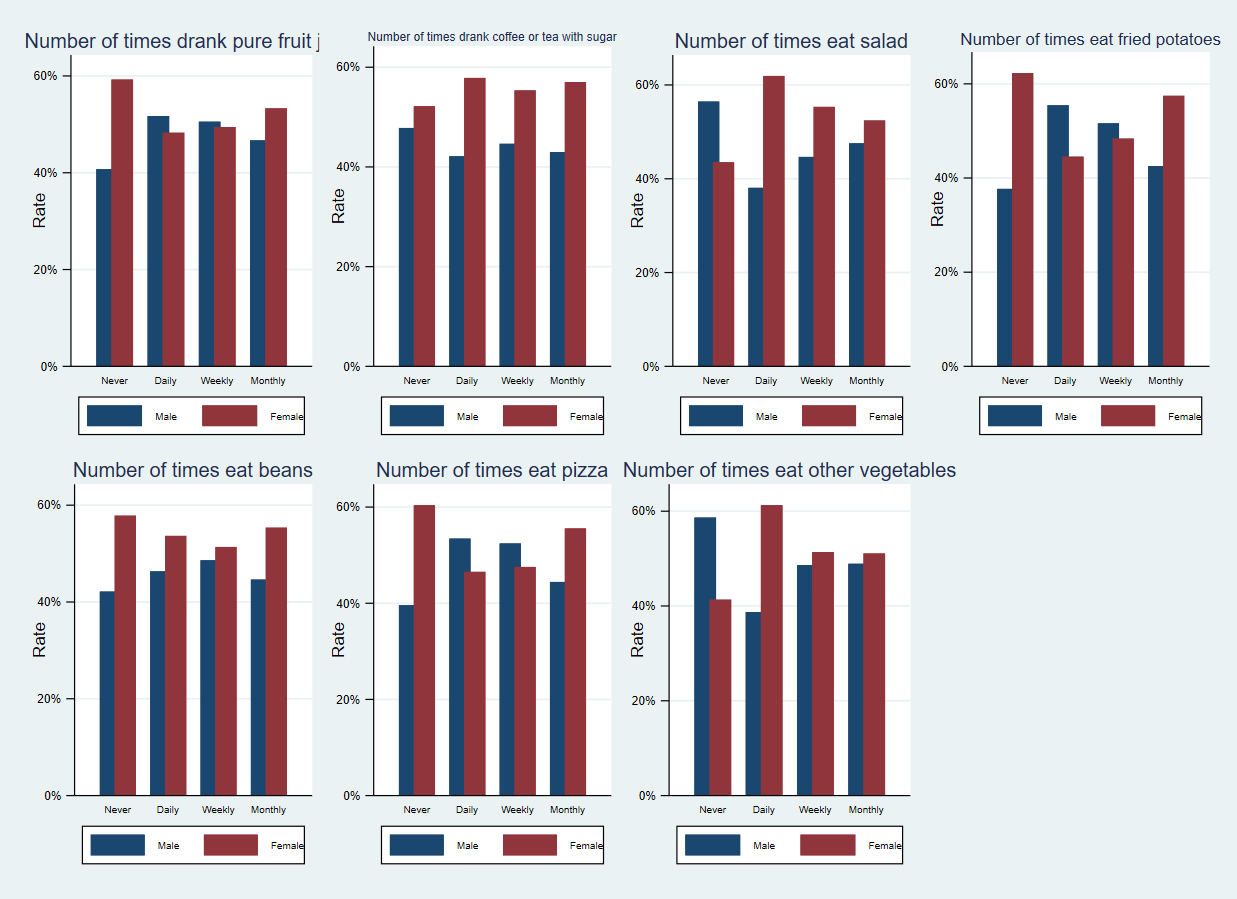 Number of times drank pure fruit j
60%
40%
20%
0%
Rate
Never Daily Weekly Monthly
Male Female
Number of times drank coffee or tea with sugar
60%
40%
20%
0%
Rate
Never Daily Weekly Monthly
Male Female
Number of times eat salad
60%
40%
20%
0%
Rate
Never Daily Weekly Monthly
Male Female
Number of times eat fried potatoes
60%
40%
20%
0%
Rate
Never Daily Weekly Monthly
Male Female
Number of times eat beans
60%
40%
20%
0%
Rate
Never Daily Weekly Monthly
Male Female
Number of times eat pizza
60%
40%
20%
0%
Rate
Never Daily Weekly Monthly
Male Female
Number of times eat other vegetables
60%
40%
20%
0%
Rate
Never Daily Weekly Monthly
Male Female